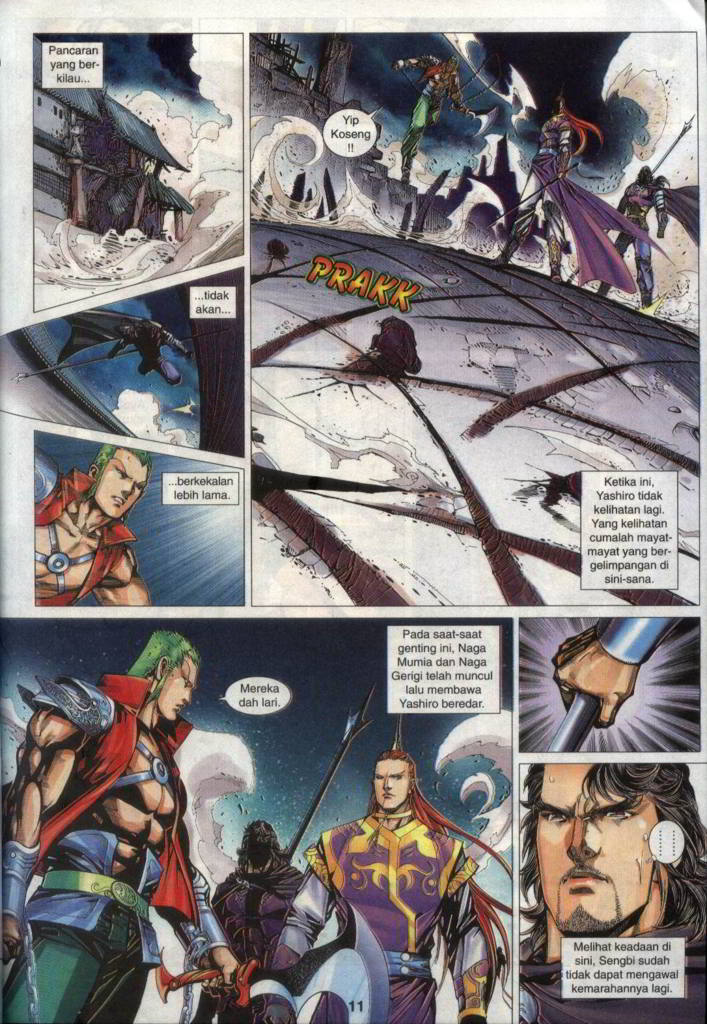 Pancaran
yang ber-
kilau...
...tidak
akan...
...berkekalan
lebih lama.
Yip
Koseng
!!
PRAKK
Ketika ini,
Yashiro tidak
kelihatan lagi.
Yang kelihatan
cumalah mayat-
mayat yang ber-
gelimpangan di
sini-sana.
Mereka
dah lari.
Pada saat-saat
genting ini, Naga
Mumia dan Naga
Gerigi telah muncul
lalu membawa
Yashiro beredar.
Melihat keadaan di
sini, Sengbi sudah
tidak dapat mengawal
kemarahannya lagi.
11